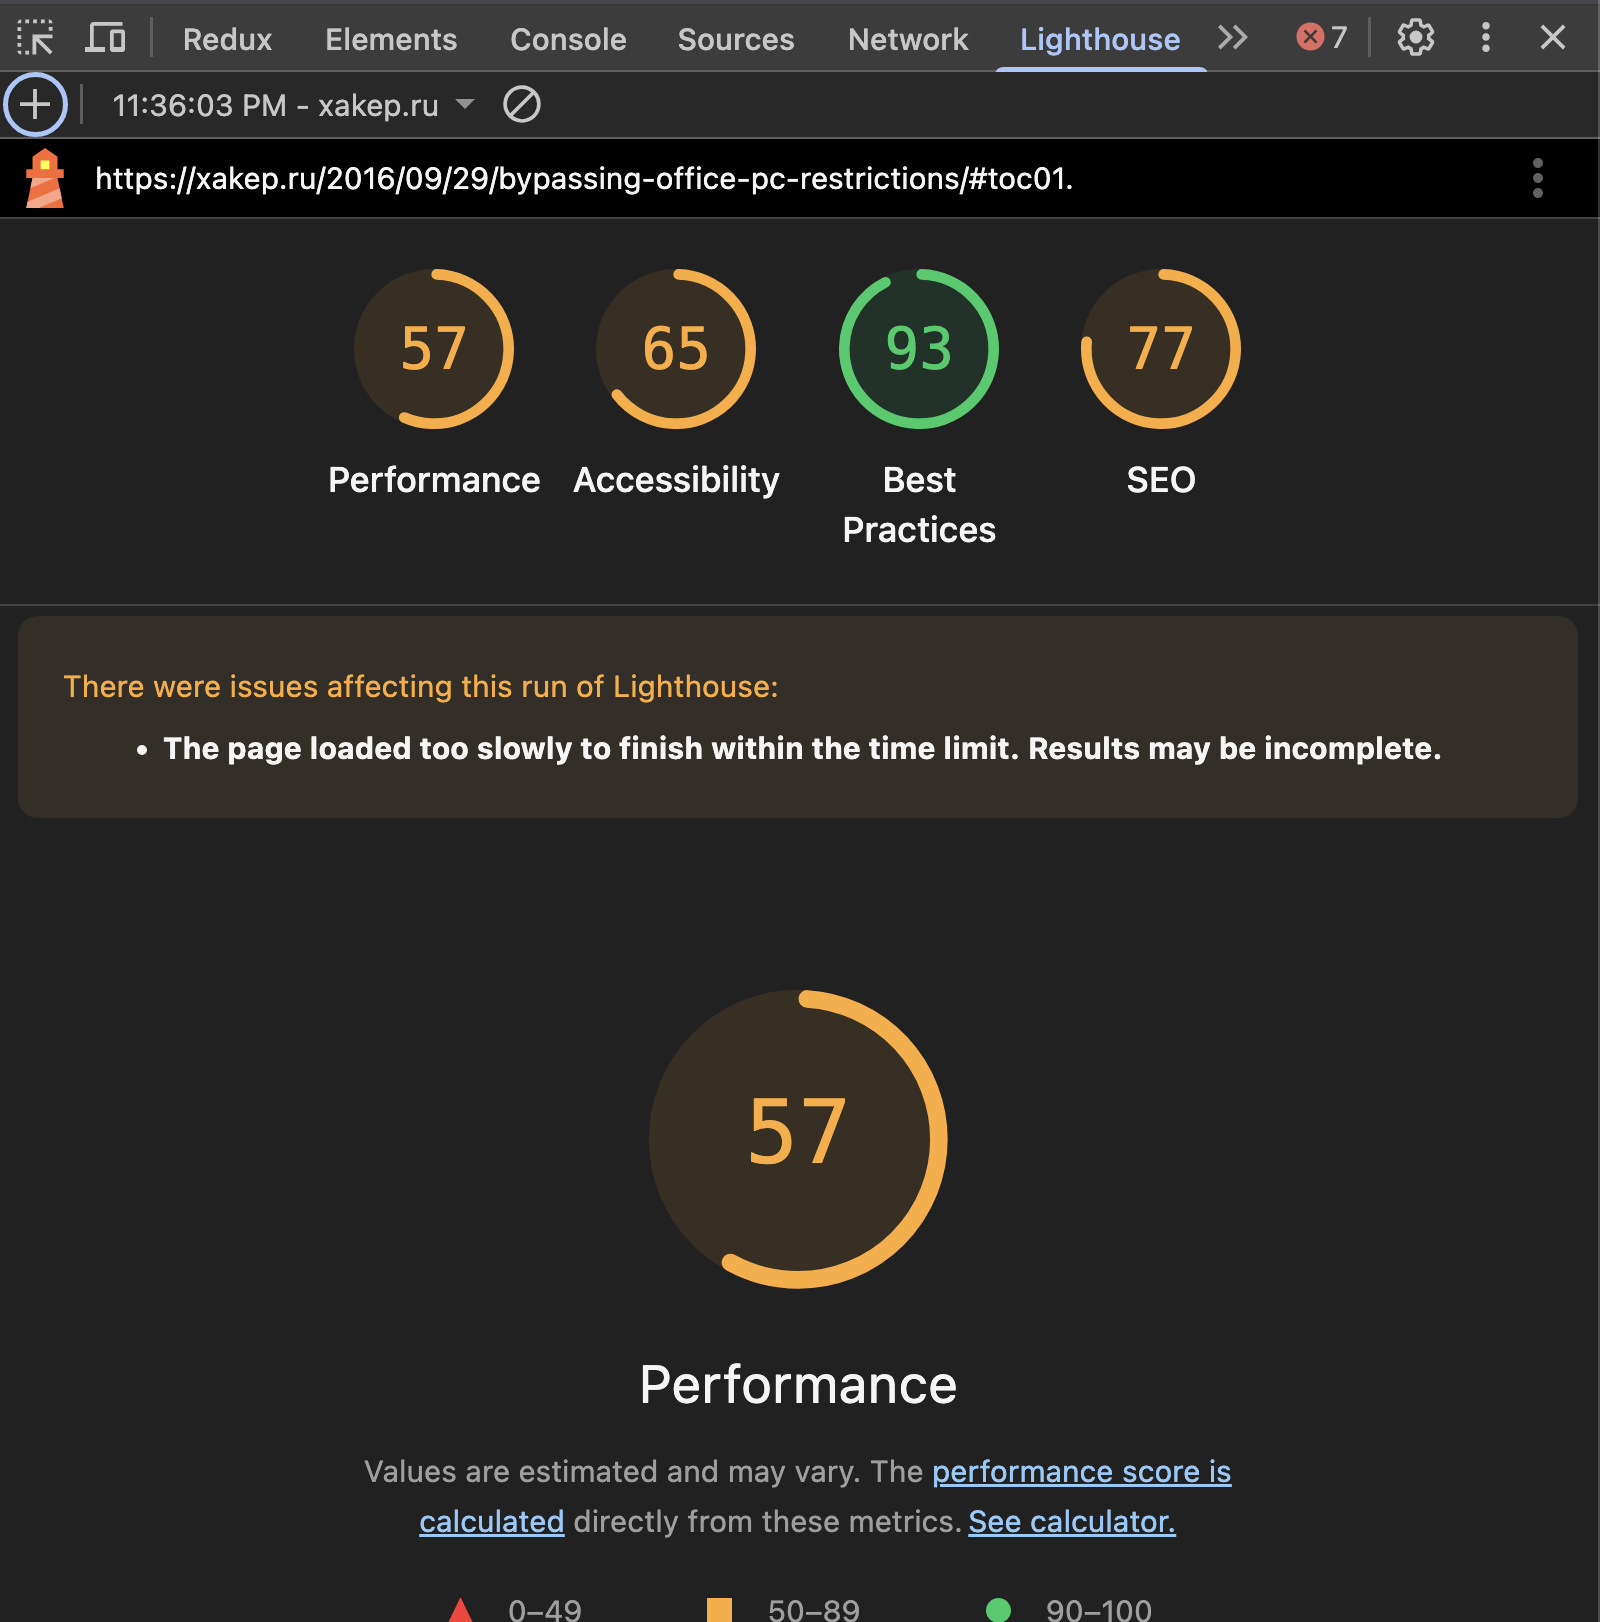 Redux Elements Console Sources Network Lighthouse 7
11:36:03 PM - xakep.ru
https://xakep.ru/2016/09/29/bypassing-office-pc-restrictions/#toc01.
57 65 93 77
Performance Accessibility Best Practices SEO
There were issues affecting this run of Lighthouse:
• The page loaded too slowly to finish within the time limit. Results may be incomplete.
57
Performance
Values are estimated and may vary. The performance score is
calculated directly from these metrics. See calculator.
0–49 50–89 90–100